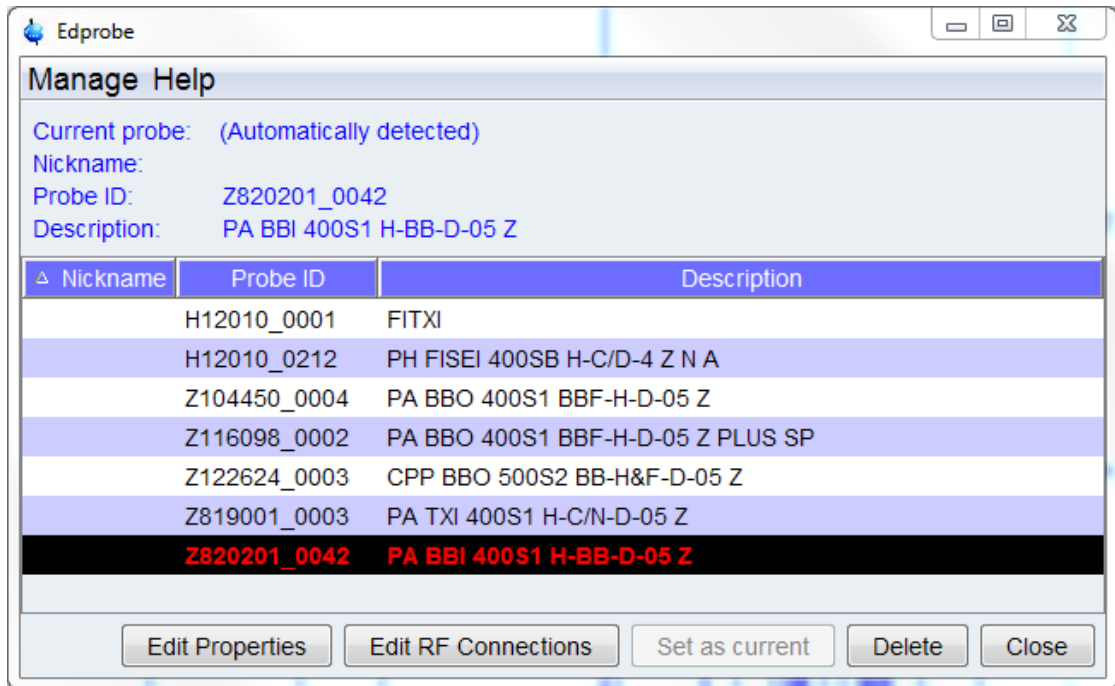 Edprobe
Manage Help
Current probe: (Automatically detected)
Nickname:
Probe ID: Z820201_0042
Description: PA BBI 400S1 H-BB-D-05 Z
Nickname Probe ID Description
H12010_0001 FITXI
H12010_0212 PH FISEI 400SB H-C/D-4 Z N A
Z104450_0004 PA BBO 400S1 BBF-H-D-05 Z
Z116098_0002 PA BBO 400S1 BBF-H-D-05 Z PLUS SP
Z122624_0003 CPP BBO 500S2 BB-H&F-D-05 Z
Z819001_0003 PA TXI 400S1 H-C/N-D-05 Z
Z820201_0042 PA BBI 400S1 H-BB-D-05 Z
Edit Properties Edit RF Connections Set as current Delete Close